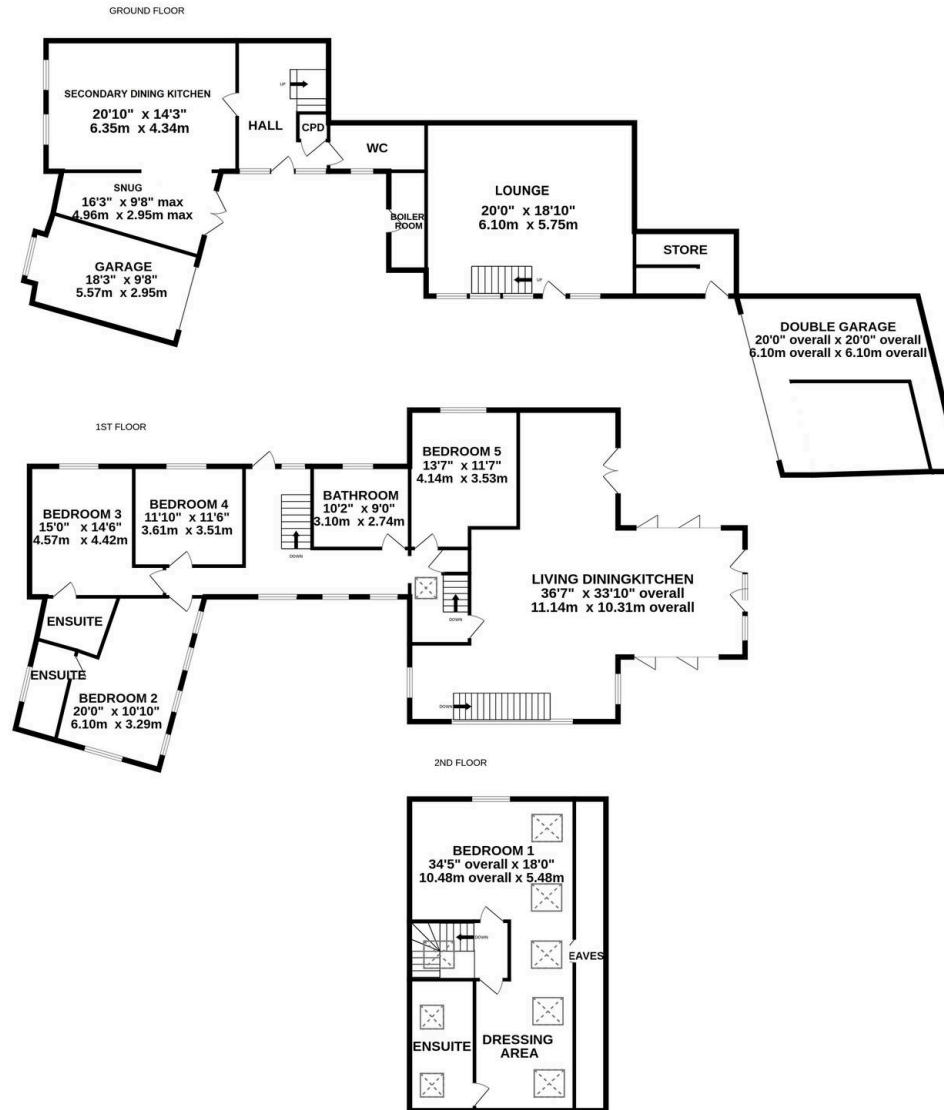 GROUND FLOOR
SECONDARY DINING KITCHEN
20'10" x 14'3"
6.35m x 4.34m
UP
HALL
CPD
WC
SNUG
16'3" x 9'8" max
4.96m x 2.95m max
GARAGE
18'3" x 9'8"
5.57m x 2.95m
BOILER
ROOM
LOUNGE
20'0" x 18'10"
6.10m x 5.75m
UP
STORE
DOUBLE GARAGE
20'0" overall x 20'0" overall
6.10m overall x 6.10m overall
1ST FLOOR
BEDROOM 3
15'0" x 14'6"
4.57m x 4.42m
BEDROOM 4
11'10" x 11'6"
3.61m x 3.51m
DOWN
BATHROOM
10'2" x 9'0"
3.10m x 2.74m
BEDROOM 5
13'7" x 11'7"
4.14m x 3.53m
DOWN
LIVING DININGKITCHEN
36'7" x 33'10" overall
11.14m x 10.31m overall
ENSUITE
ENSUITE
BEDROOM 2
20'0" x 10'10"
6.10m x 3.29m
DOWN
2ND FLOOR
BEDROOM 1
34'5" overall x 18'0"
10.48m overall x 5.48m
DOWN
EAVES
ENSUITE
DRESSING
AREA